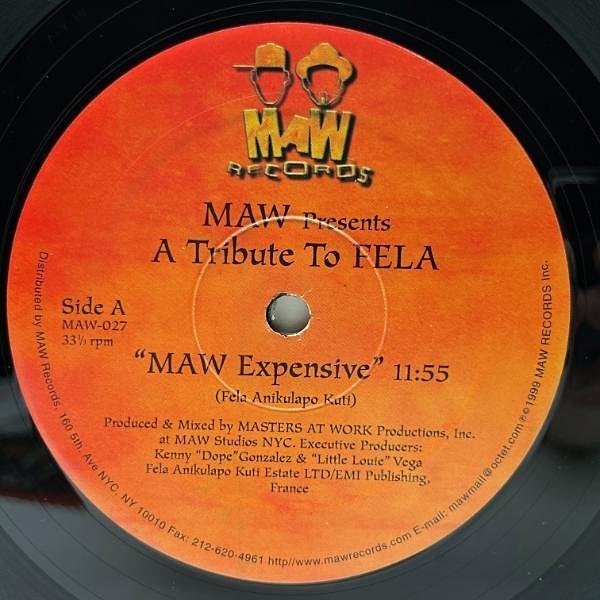 MAW
RECORDS
MAW Presents
A Tribute To FELA
Side A
MAW-027
33⅓ rpm
"MAW Expensive" 11:55
(Fela Anikulapo Kuti)
Produced & Mixed by MASTERS AT WORK Productions, Inc.
at MAW Studios NYC. Executive Producers:
Kenny "Dope"Gonzalez & "Little Louie" Vega
Fela Anikulapo Kuti Estate LTD/EMI Publishing,
France
Distributed by MAW Records, 160 5th. Ave NYC, NY 10010 Fax: 212-620-4961 http//www.mawrecords.com E-mail: mawmail@octet.com ℗©1999 MAW RECORDS Inc.